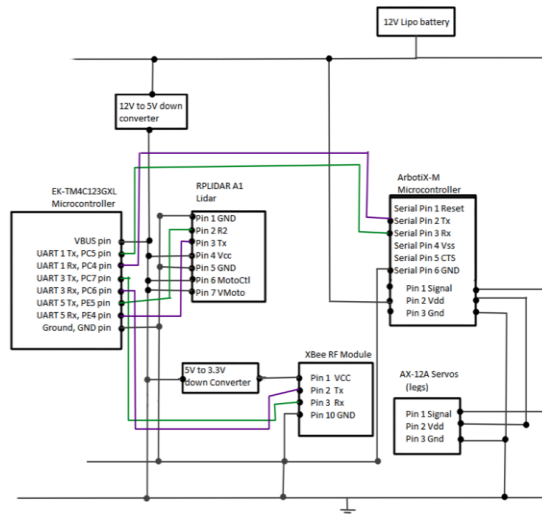 12V Lipo battery
12V to 5V down
converter
EK-TM4C123GXL
Microcontroller
VBUS pin
UART 1 Tx, PC5 pin
UART 1 Rx, PC4 pin
UART 3 Tx, PC7 pin
UART 3 Rx, PC6 pin
UART 5 Tx, PE5 pin
UART 5 Rx, PE4 pin
Ground, GND pin
RPLIDAR A1
Lidar
Pin 1 GND
Pin 2 R2
Pin 3 Tx
Pin 4 Vcc
Pin 5 GND
Pin 6 MotoCtl
Pin 7 VMoto
ArbotiX-M
Microcontroller
Serial Pin 1 Reset
Serial Pin 2 Tx
Serial Pin 3 Rx
Serial Pin 4 Vss
Serial Pin 5 CTS
Serial Pin 6 GND
Pin 1 Signal
Pin 2 Vdd
Pin 3 Gnd
5V to 3.3V
down Converter
XBee RF Module
Pin 1 VCC
Pin 2 Tx
Pin 3 Rx
Pin 10 GND
AX-12A Servos
(legs)
Pin 1 Signal
Pin 2 Vdd
Pin 3 Gnd